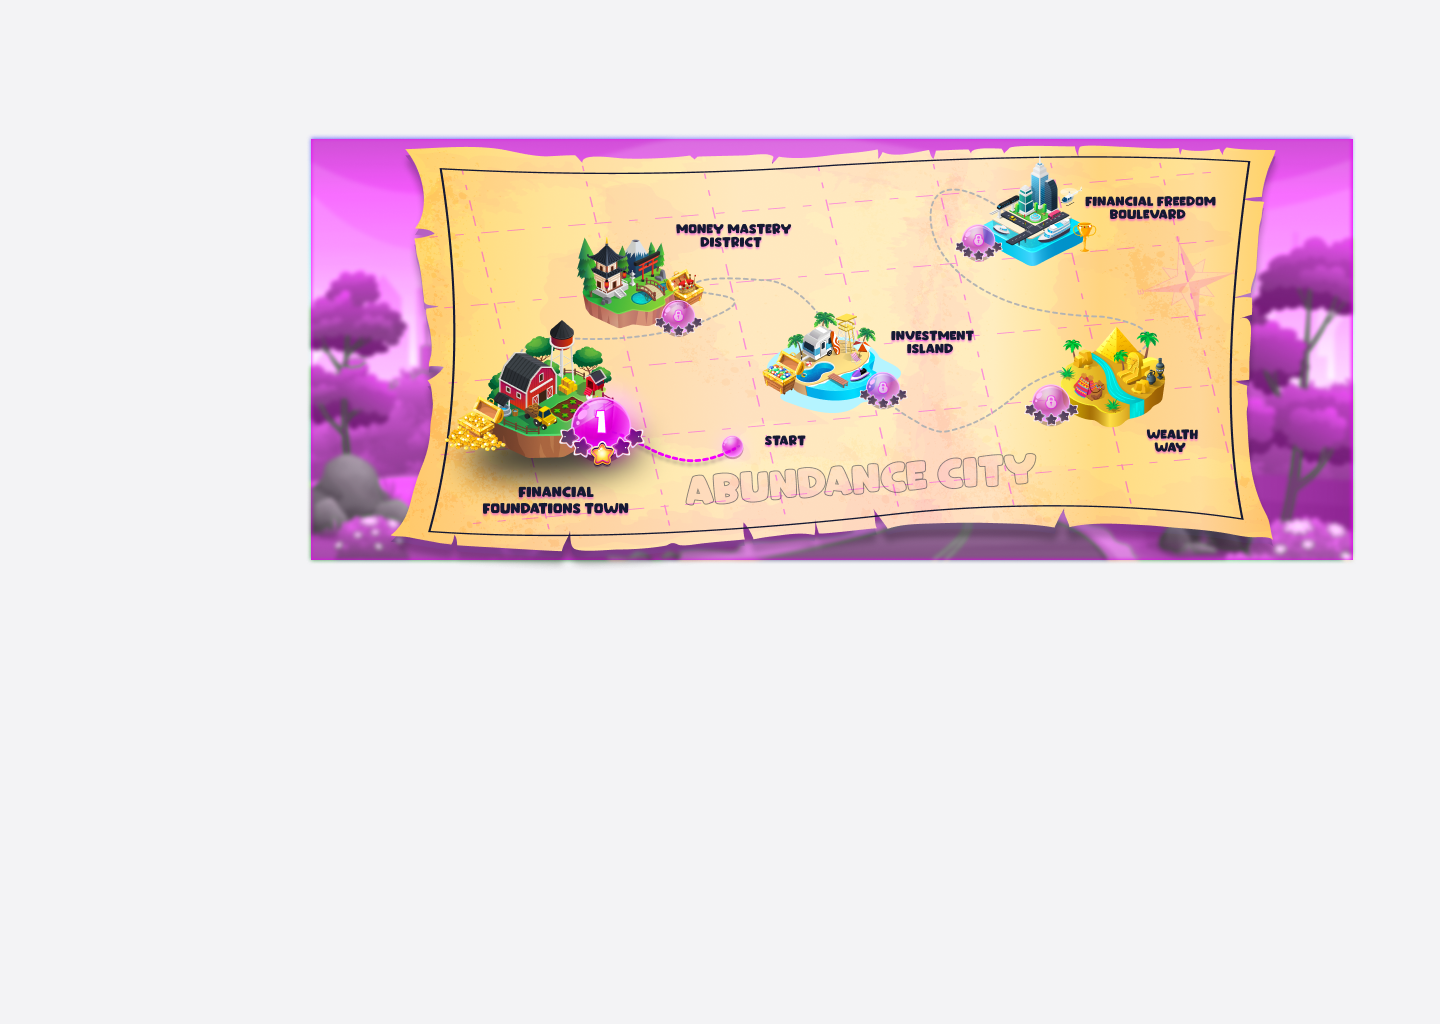 FINANCIAL FREEDOM
BOULEVARD
MONEY MASTERY
DISTRICT
INVESTMENT
ISLAND
1
START
WEALTH
WAY
ABUNDANCE CITY
FINANCIAL
FOUNDATIONS TOWN